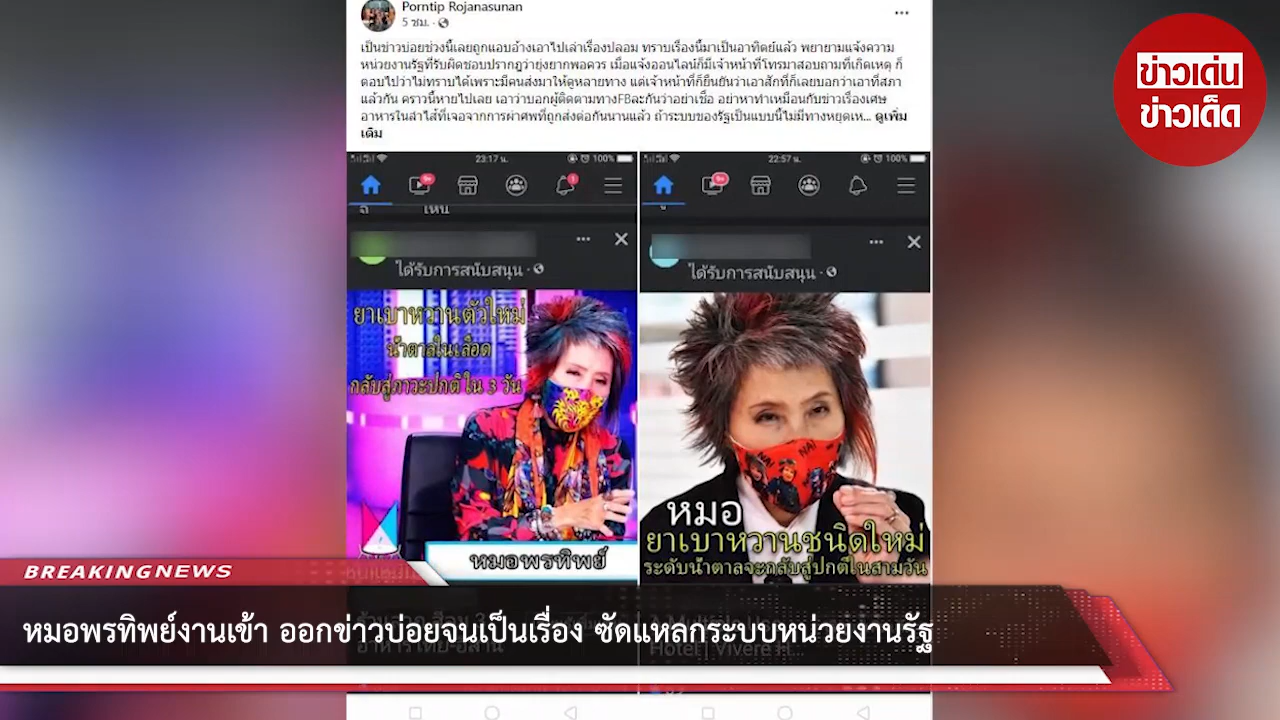 Porntip Rojanasunan
5 ชม.
เป็นข่าวบ่อยช่วงนี้เลยถูกแอบอ้างเอาไปเล่าเรื่องปลอม ทราบเรื่องนี้มาเป็นอาทิตย์แล้ว พยายามแจ้งความ
หน่วยงานรัฐที่รับผิดชอบปรากฎว่ายุ่งยากพอควร เมื่อแจ้งออนไลน์ก็มีเจ้าหน้าที่โทรมาสอบถามที่เกิดเหตุ ก็
ตอบไปว่าไม่ทราบได้เพราะมีคนส่งมาให้ดูหลายทาง แต่เจ้าหน้าที่ก็ยืนยันว่าเอาสักที่ก็เลยบอกว่าเอาที่สภา
แล้วกัน คราวนี้หายไปเลย เอาว่าบอกผู้ติดตามทางFBละกันว่าอย่าเชื่อ อย่าหาทำเหมือนกับข่าวเรื่องเศษ
อาหารในลำไส้ที่เจอจากการผ่าศพที่ถูกส่งต่อกันนานแล้ว ถ้าระบบของรัฐเป็นแบบนี้ไม่มีทางหยุดเห... ดูเพิ่ม
เติม
ข่าวเด่น
ข่าวเด็ด
23:17 น.
100%
9+
1
ได้รับการสนับสนุน
ยาเบาหวานตัวใหม่
น้ำตาลในเลือด
กลับสู่ภาวะปกติใน 3 วัน
หมอพรทิพย์
22:57 น.
100%
9+
ได้รับการสนับสนุน
NA!
หมอ
ยาเบาหวานชนิดใหม่
ระดับน้ำตาลจะกลับสู่ปกติในสามวัน
BREAKINGNEWS
หมอพรทิพย์งานเข้า ออกข่าวบ่อยจนเป็นเรื่อง ซัดแหลกระบบหน่วยงานรัฐ